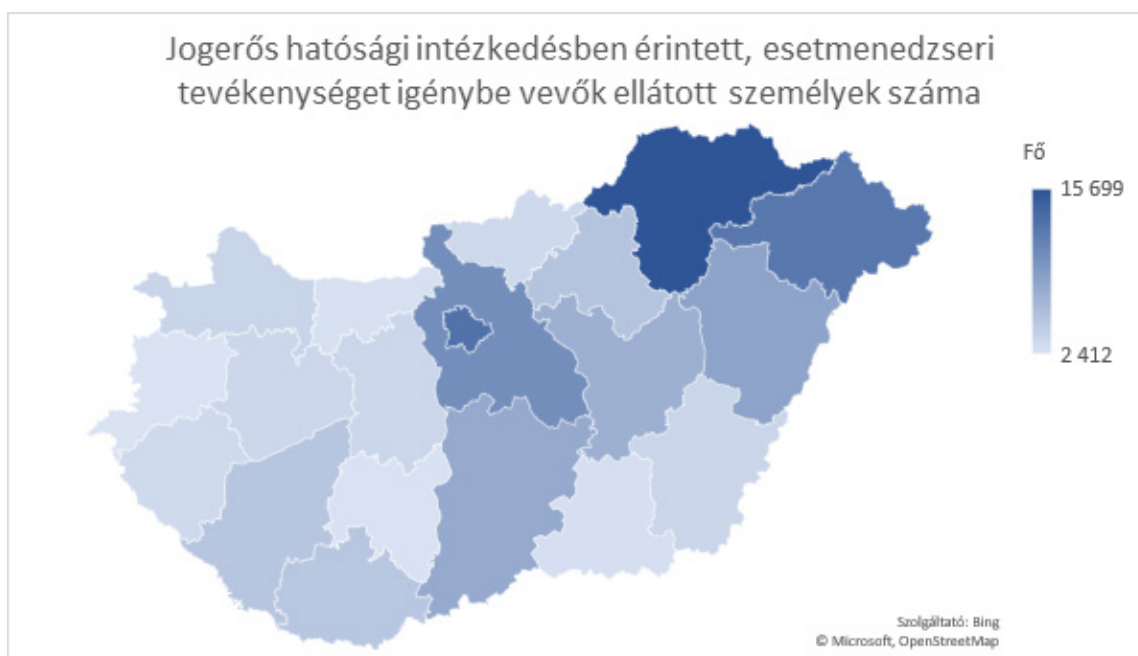 Jogerős hatósági intézkedésben érintett, esetmenedzseri
tevékenységet igénybe vevők ellátott személyek száma
Fő
15 699
2 412
Szolgáltató: Bing
© Microsoft, OpenStreetMap